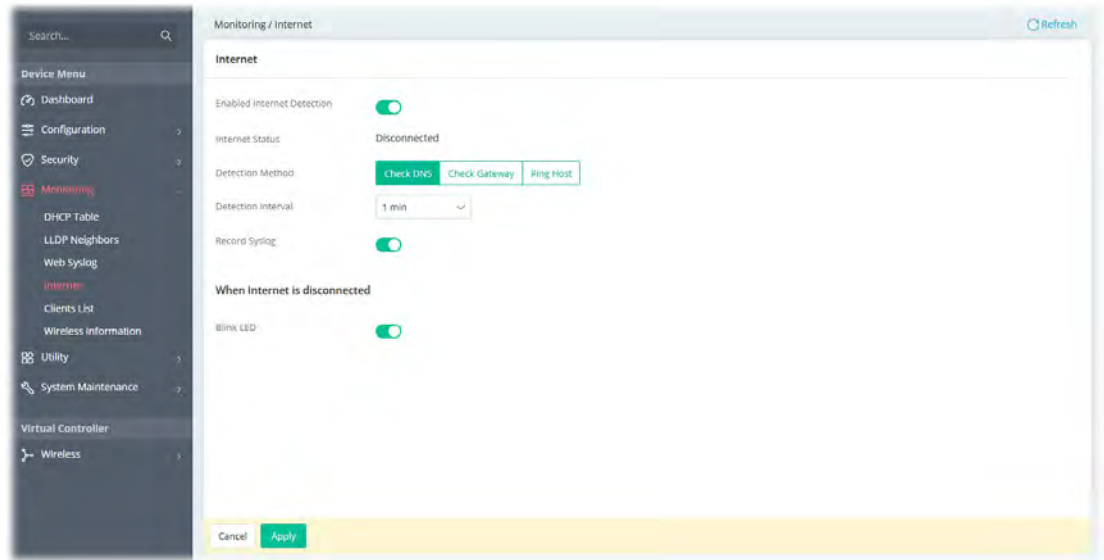 Search...
Device Menu
Dashboard
Configuration
Security
Monitoring
DHCP Table
LLDP Neighbors
Web Syslog
Internet
Clients List
Wireless Information
Utility
System Maintenance
Virtual Controller
Wireless
Monitoring / Internet
Refresh
Internet
Enabled Internet Detection
Internet Status
Disconnected
Detection Method
Check DNS Check Gateway Ping Host
Detection Interval
1 min
Record Syslog
When Internet is disconnected
Blink LED
Cancel Apply